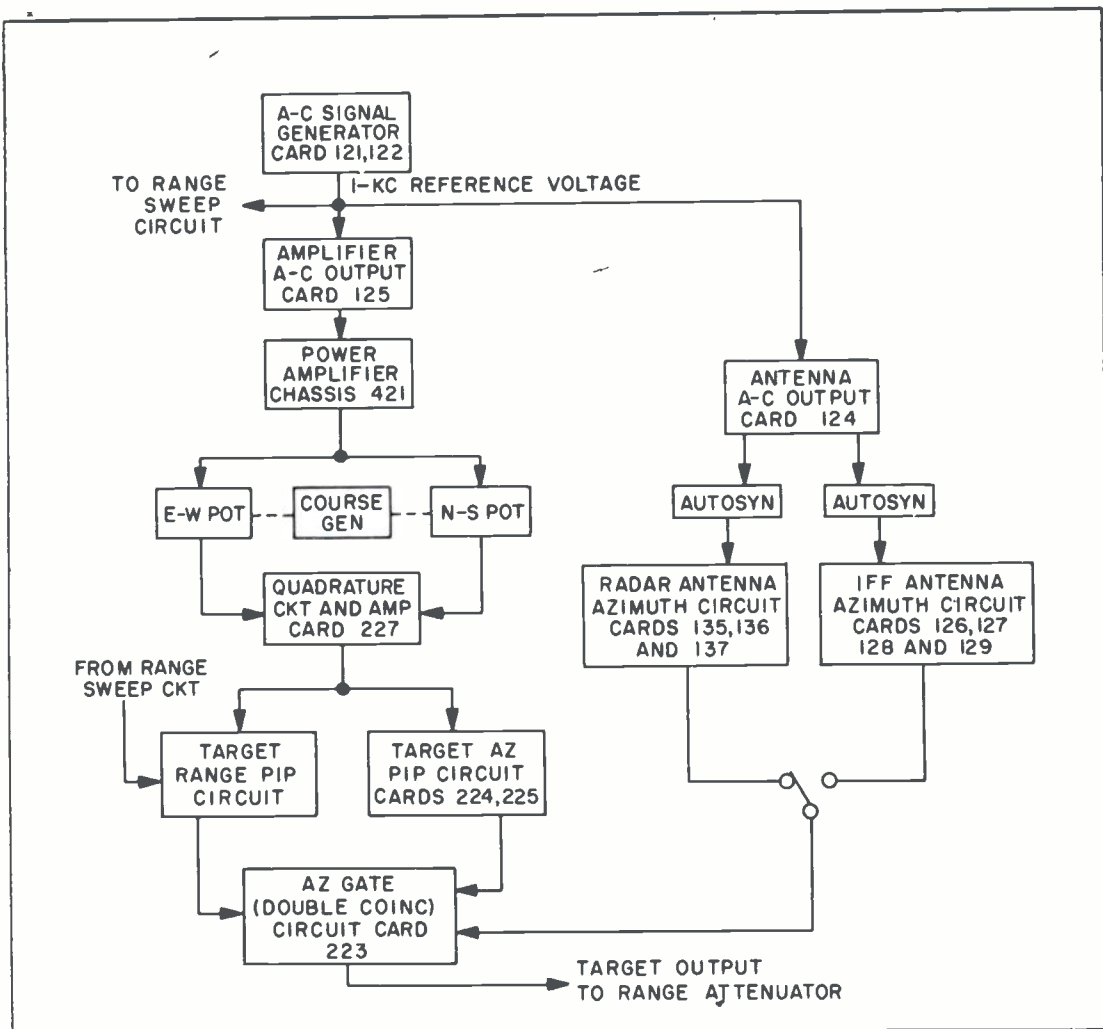 A-C SIGNAL
GENERATOR
CARD 121,122
TO RANGE
SWEEP
CIRCUIT
1-KC REFERENCE VOLTAGE
AMPLIFIER
A-C OUTPUT
CARD 125
POWER
AMPLIFIER
CHASSIS 421
ANTENNA
A-C OUTPUT
CARD 124
E-W POT
COURSE
GEN
N-S POT
AUTOSYN
AUTOSYN
QUADRATURE
CKT AND AMP
CARD 227
RADAR ANTENNA
AZIMUTH CIRCUIT
CARDS 135,136
AND 137
IFF ANTENNA
AZIMUTH CIRCUIT
CARDS 126,127
128 AND 129
FROM RANGE
SWEEP CKT
TARGET
RANGE PIP
CIRCUIT
TARGET AZ
PIP CIRCUIT
CARDS 224,225
AZ GATE
(DOUBLE COINC)
CIRCUIT CARD
223
TARGET OUTPUT
TO RANGE ATTENUATOR